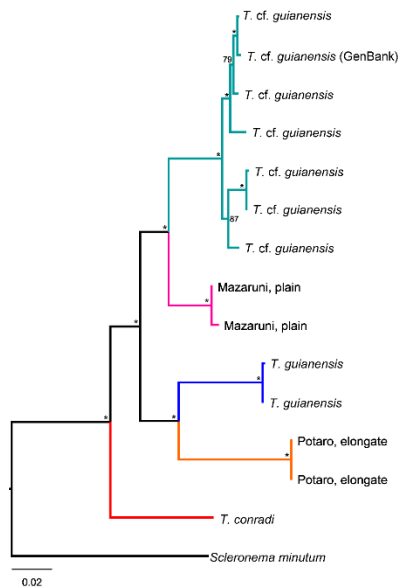 *
T. cf. guianensis
79
*
T. cf. guianensis (GenBank)
*
T. cf. guianensis
T. cf. guianensis
*
T. cf. guianensis
*
T. cf. guianensis
87
T. cf. guianensis
*
Mazaruni, plain
*
Mazaruni, plain
*
T. guianensis
*
T. guianensis
*
*
Potaro, elongate
*
Potaro, elongate
T. conradi
Scleronema minutum
0.02